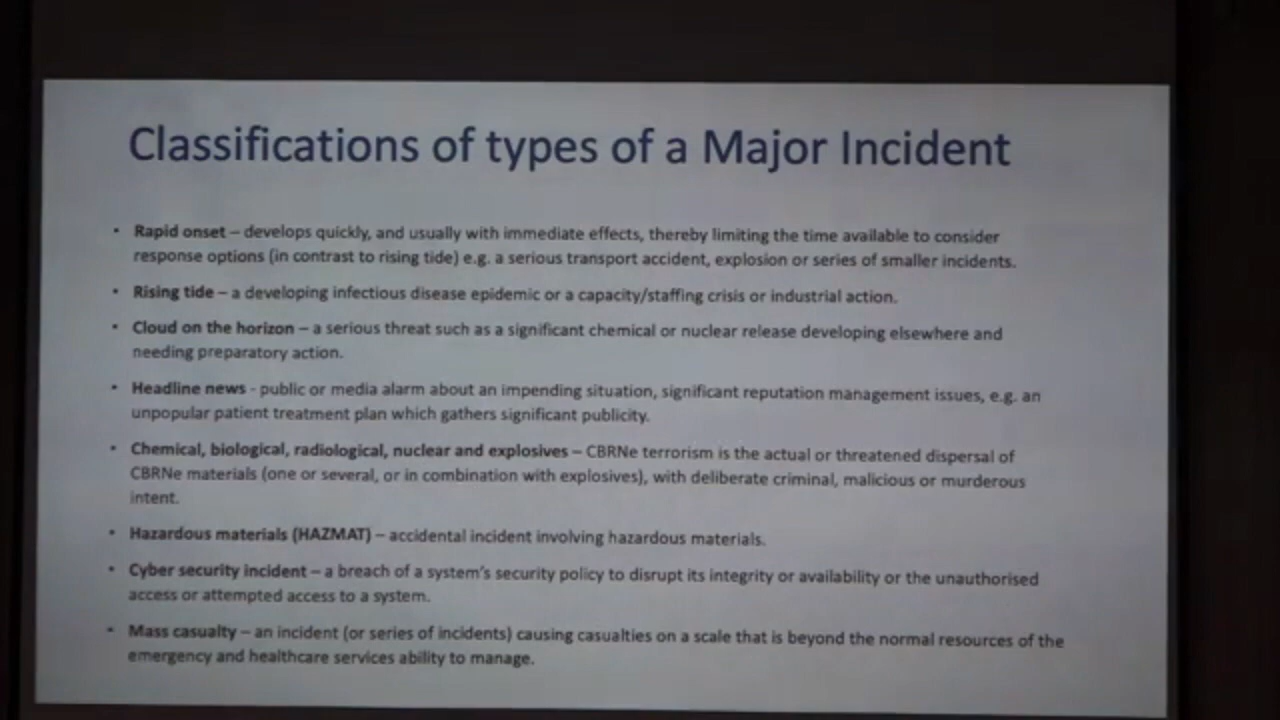 Classifications of types of a Major Incident
• Rapid onset – develops quickly, and usually with immediate effects, thereby limiting the time available to consider
response options (in contrast to rising tide) e.g. a serious transport accident, explosion or series of smaller incidents.
• Rising tide – a developing infectious disease epidemic or a capacity/staffing crisis or industrial action.
• Cloud on the horizon – a serious threat such as a significant chemical or nuclear release developing elsewhere and
needing preparatory action.
• Headline news - public or media alarm about an impending situation, significant reputation management issues, e.g. an
unpopular patient treatment plan which gathers significant publicity.
• Chemical, biological, radiological, nuclear and explosives – CBRNe terrorism is the actual or threatened dispersal of
CBRNe materials (one or several, or in combination with explosives), with deliberate criminal, malicious or murderous
intent.
• Hazardous materials (HAZMAT) – accidental incident involving hazardous materials.
• Cyber security incident – a breach of a system's security policy to disrupt its integrity or availability or the unauthorised
access or attempted access to a system.
• Mass casualty – an incident (or series of incidents) causing casualties on a scale that is beyond the normal resources of the
emergency and healthcare services ability to manage.